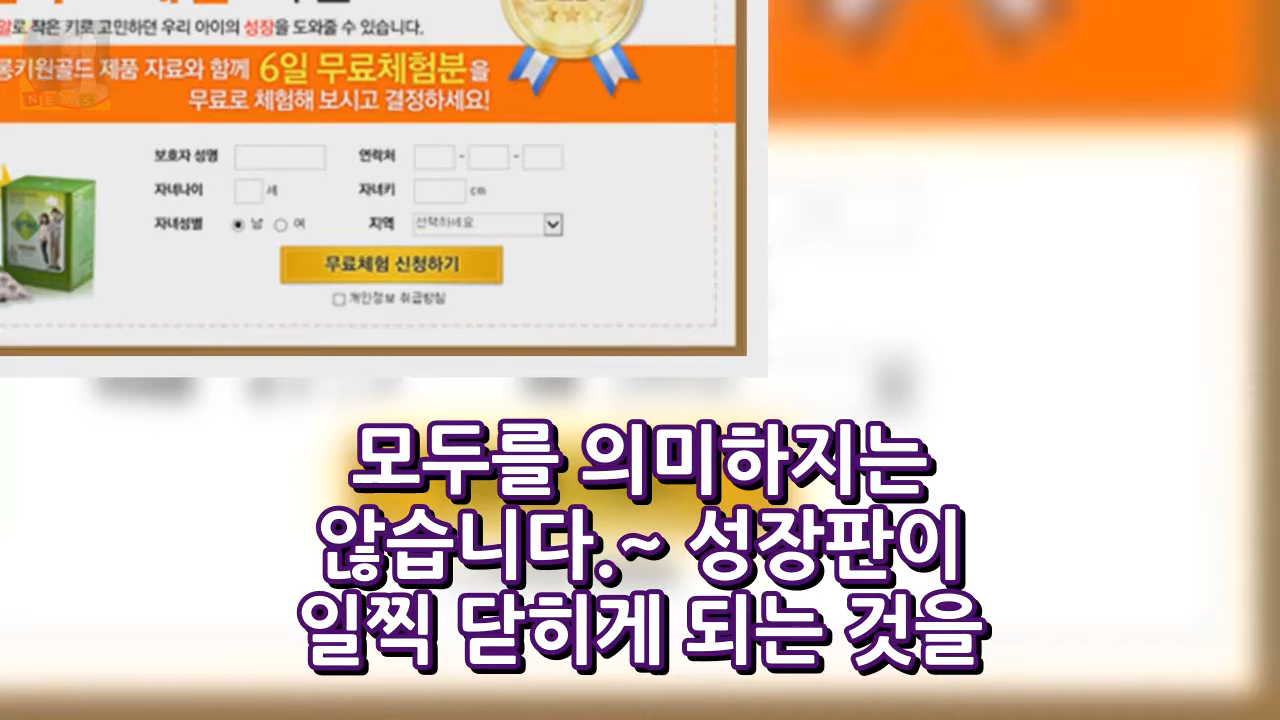 로 작은 키로 고민하던 우리 아이의 성장을 도와줄 수 있습니다.
롱키원골드 제품 자료와 함께 6일 무료체험분을
무료로 체험해 보시고 결정하세요!
NEWS
보호자 성명 연락처 - -
자녀나이 세 자녀키 cm
자녀성별 남 여 지역 선택하세요
무료체험 신청하기
개인정보 취급방침
모두를 의미하지는
않습니다.~ 성장판이
일찍 닫히게 되는 것을